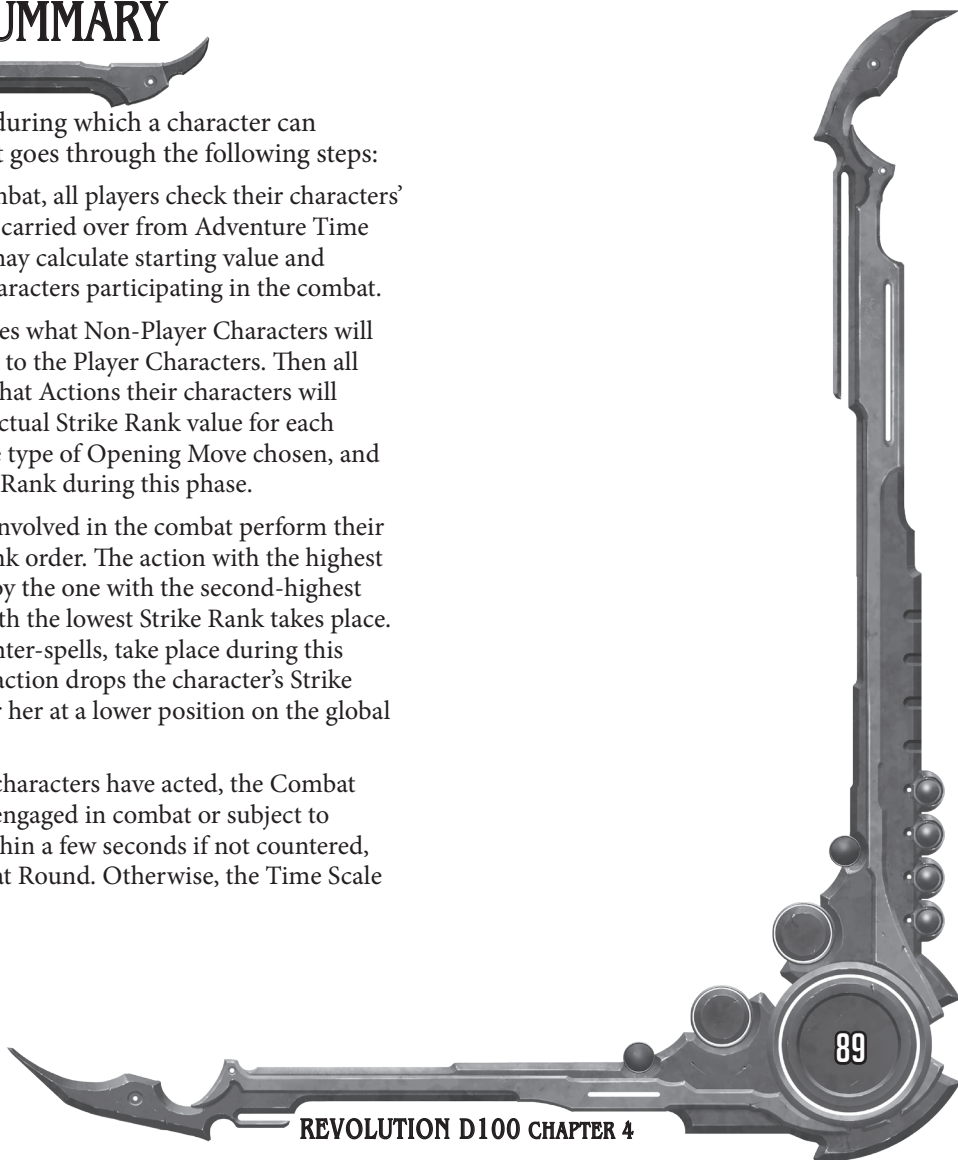 UMMARY
during which a character can
t goes through the following steps:
nbat, all players check their characters’
carried over from Adventure Time
nay calculate starting value and
aracters participating in the combat.
es what Non-Player Characters will
to the Player Characters. Then all
hat Actions their characters will
ctual Strike Rank value for each
e type of Opening Move chosen, and
Rank during this phase.
nvolved in the combat perform their
nk order. The action with the highest
by the one with the second-highest
th the lowest Strike Rank takes place.
nter-spells, take place during this
action drops the character’s Strike
r her at a lower position on the global
characters have acted, the Combat
engaged in combat or subject to
thin a few seconds if not countered,
at Round. Otherwise, the Time Scale
89
REVOLUTION D100 CHAPTER 4